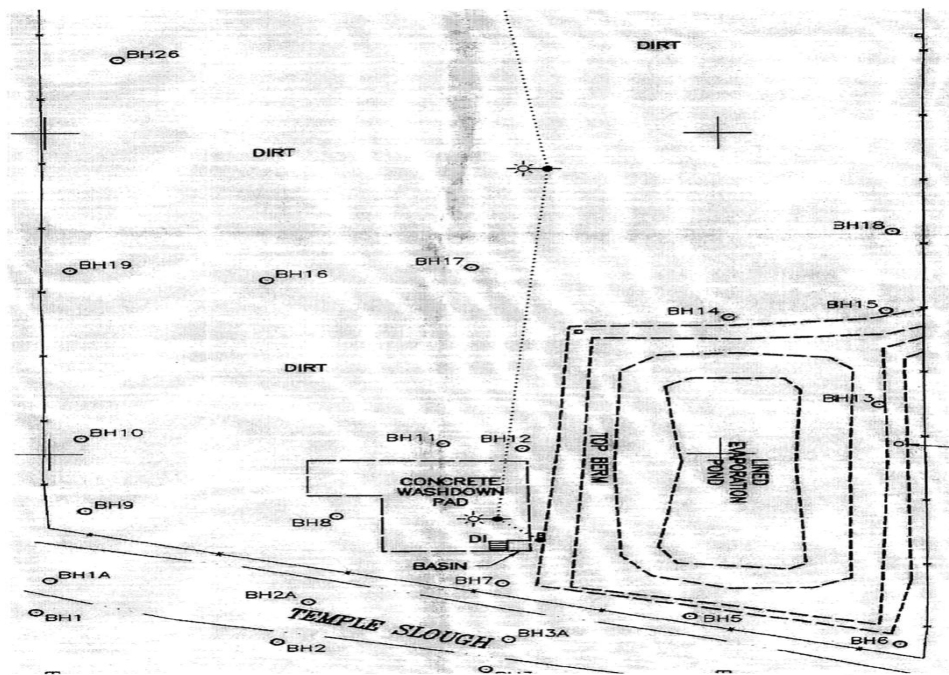 BH26
DIRT
DIRT
BH18
BH19
BH16
BH17
BH14
BH15
DIRT
BH13
BH10
BH11
BH12
TOP BERM
LINED
EVAPORATION
POND
CONCRETE
WASHDOWN
PAD
BH9
BH8
DI
BASIN
BH1A
BH7
BH2A
BH1
TEMPLE SLOUGH
BH5
BH3A
BH2
BH6